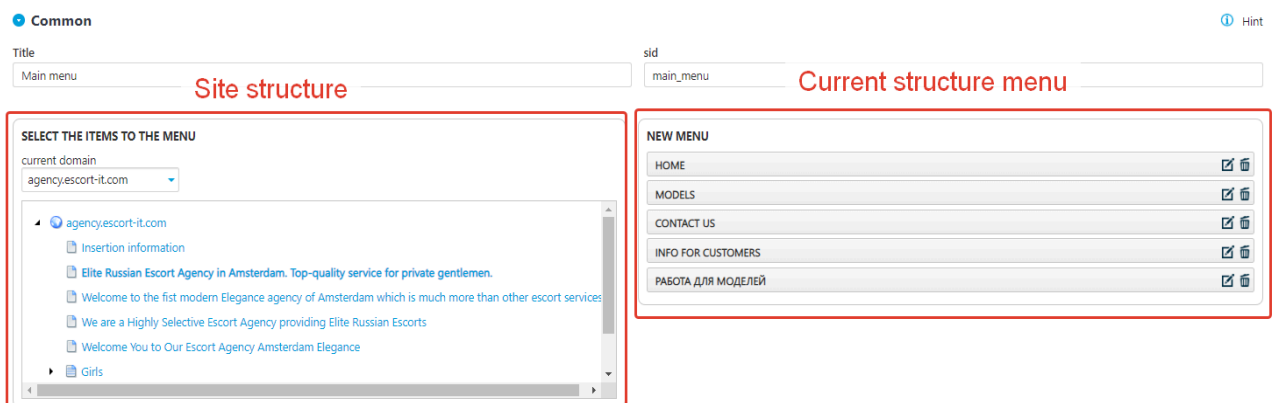 Common
Hint
Title
sid
Main menu
main_menu
Site structure
Current structure menu
SELECT THE ITEMS TO THE MENU
current domain
agency.escort-it.com
agency.escort-it.com
Insertion information
Elite Russian Escort Agency in Amsterdam. Top-quality service for private gentlemen.
Welcome to the fist modern Elegance agency of Amsterdam which is much more than other escort services
We are a Highly Selective Escort Agency providing Elite Russian Escorts
Welcome You to Our Escort Agency Amsterdam Elegance
Girls
NEW MENU
HOME
MODELS
CONTACT US
INFO FOR CUSTOMERS
РАБОТА ДЛЯ МОДЕЛЕЙ